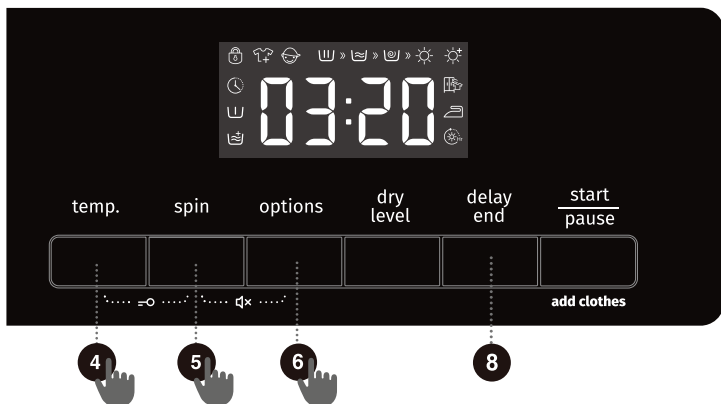 03:20
temp.
spin
options
dry
level
delay
end
start
pause
add clothes
4
5
6
8